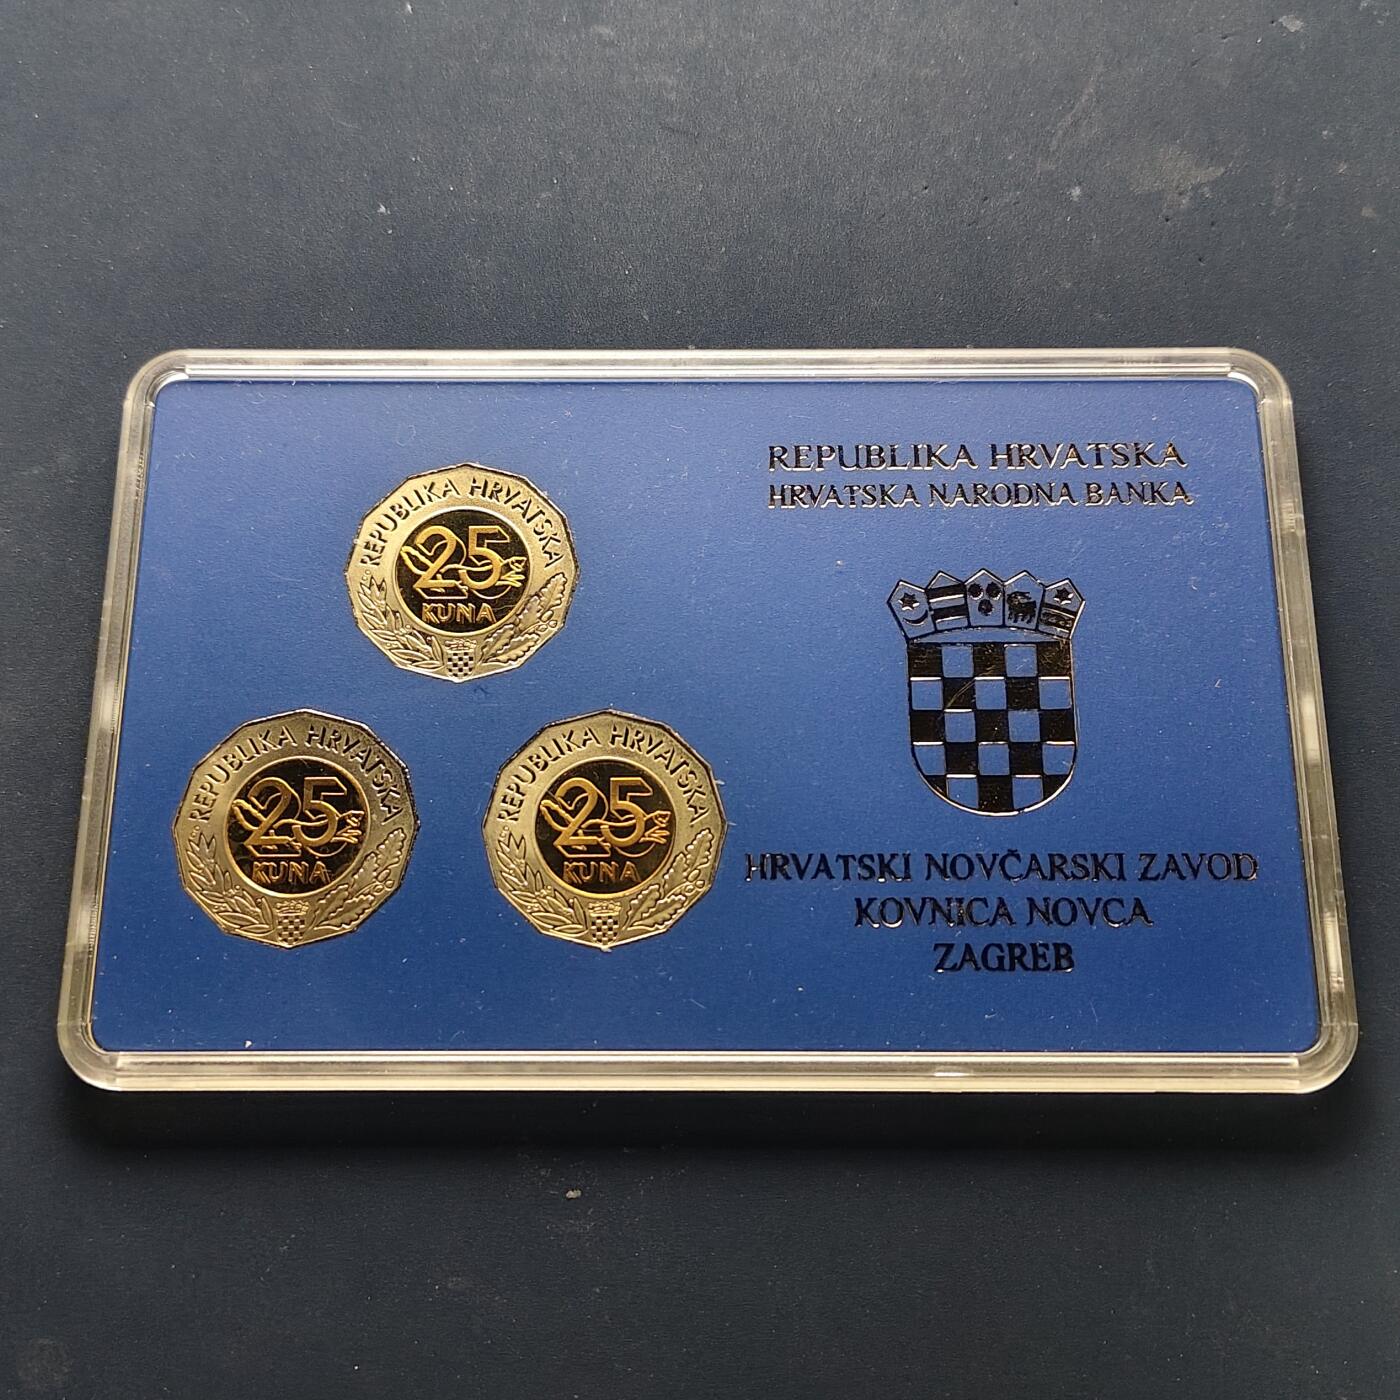 REPUBLIKA HRVATSKA
HRVATSKA NARODNA BANKA
REPUBLIKA HRVATSKA
25
KUNA
REPUBLIKA HRVATSKA
25
KUNA
REPUBLIKA HRVATSKA
25
KUNA
HRVATSKI NOVČARSKI ZAVOD
KOVNICA NOVCA
ZAGREB